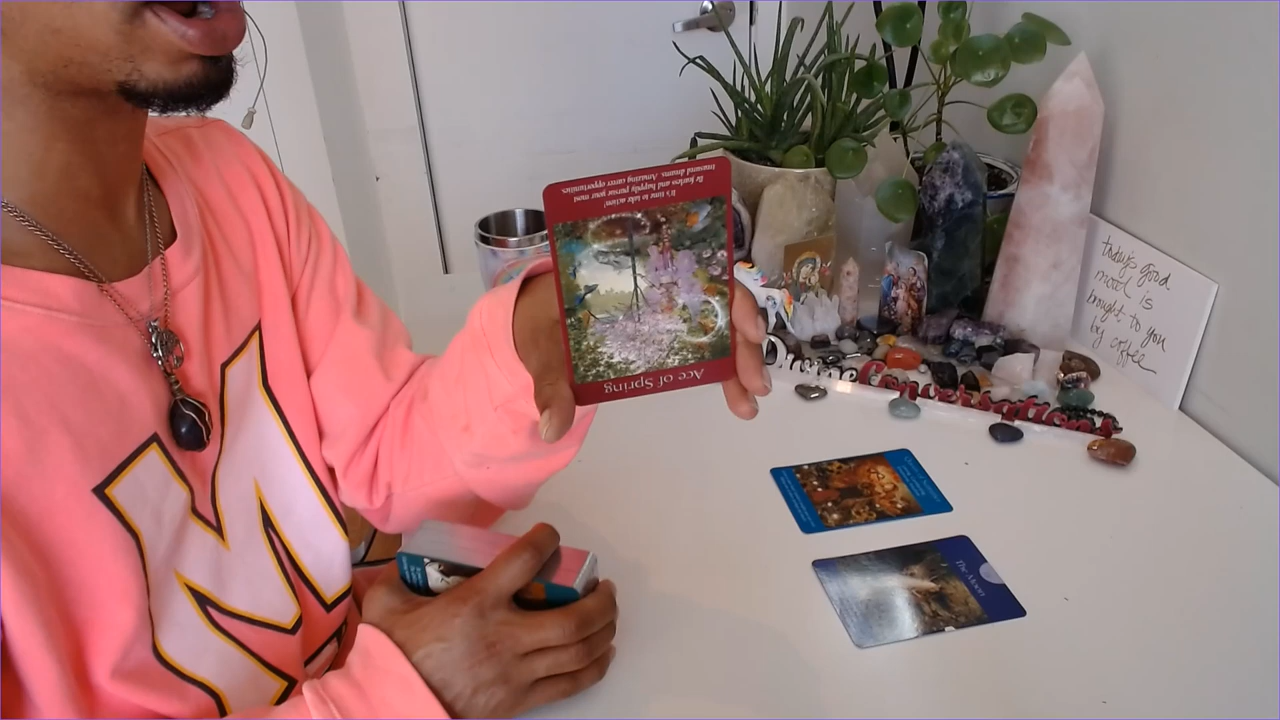 It's time to take action!
Be fearless and happily pursue your most
treasured dreams. Amazing career opportunities.
Ace of Spring
today's good
mood is
brought to you
by coffee
Divine Conversations
The Moon
M